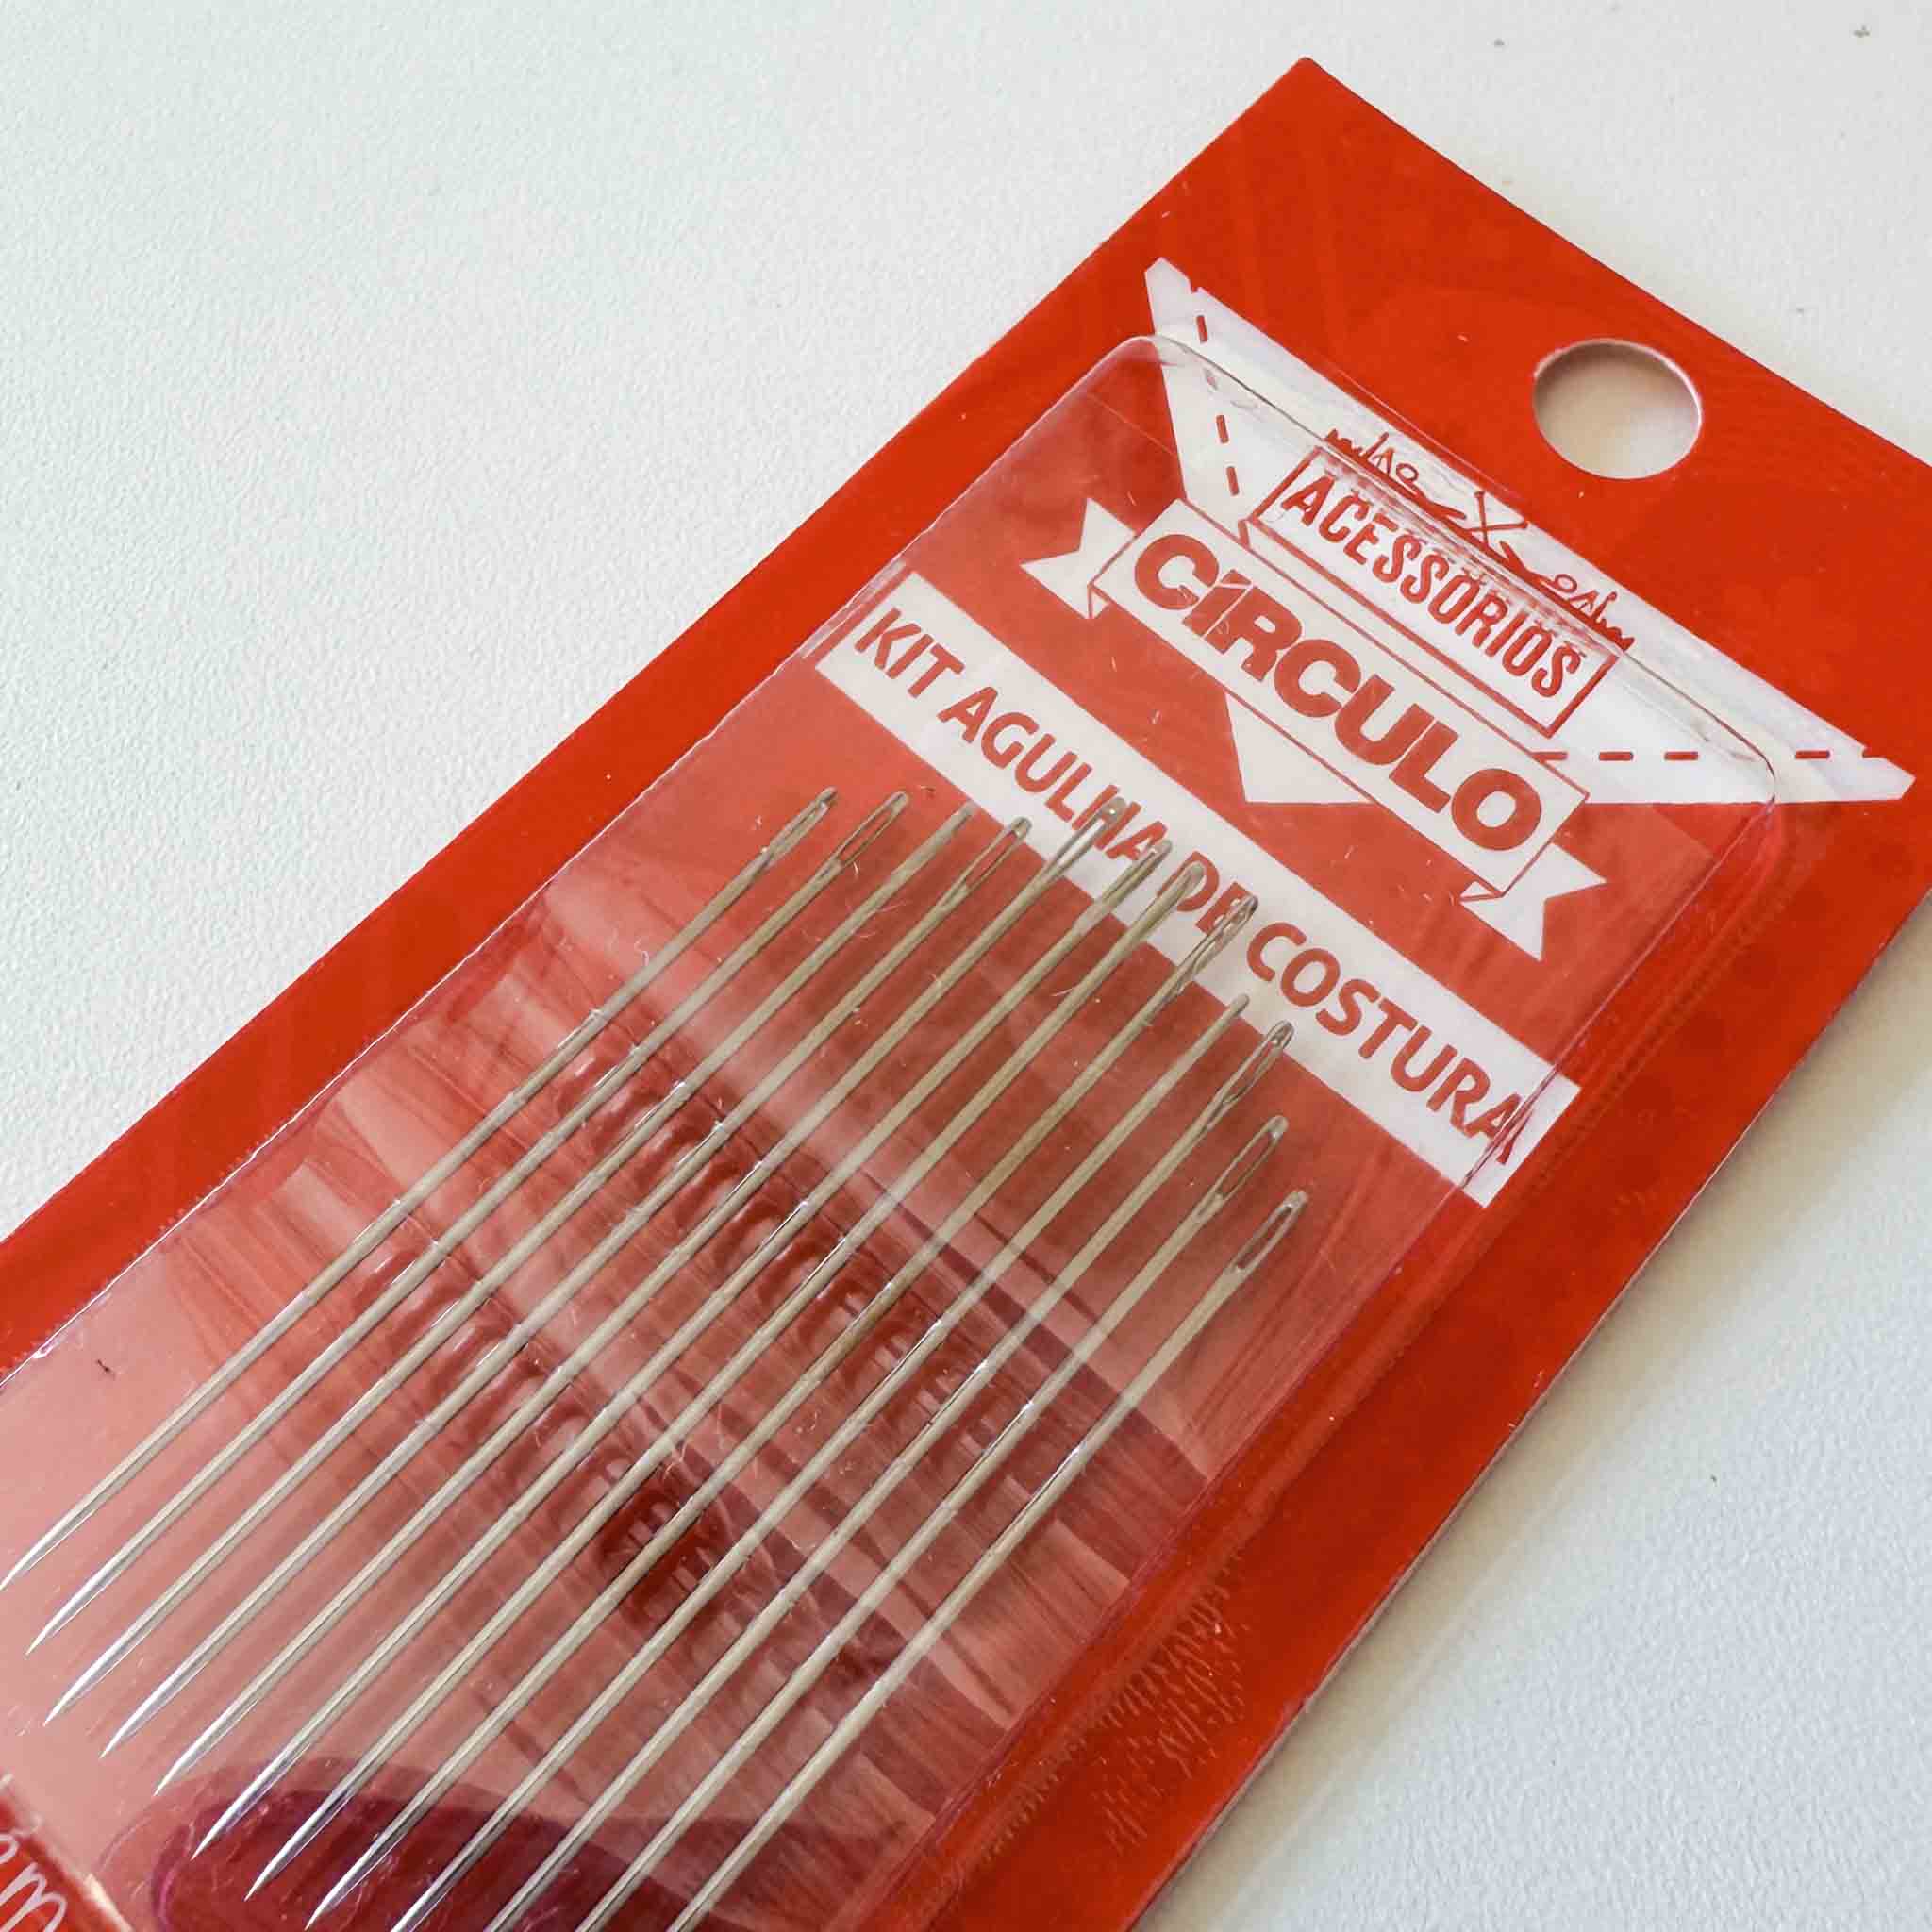 ACESSÓRIOS
CÍRCULO
KIT AGULHA DE COSTURA